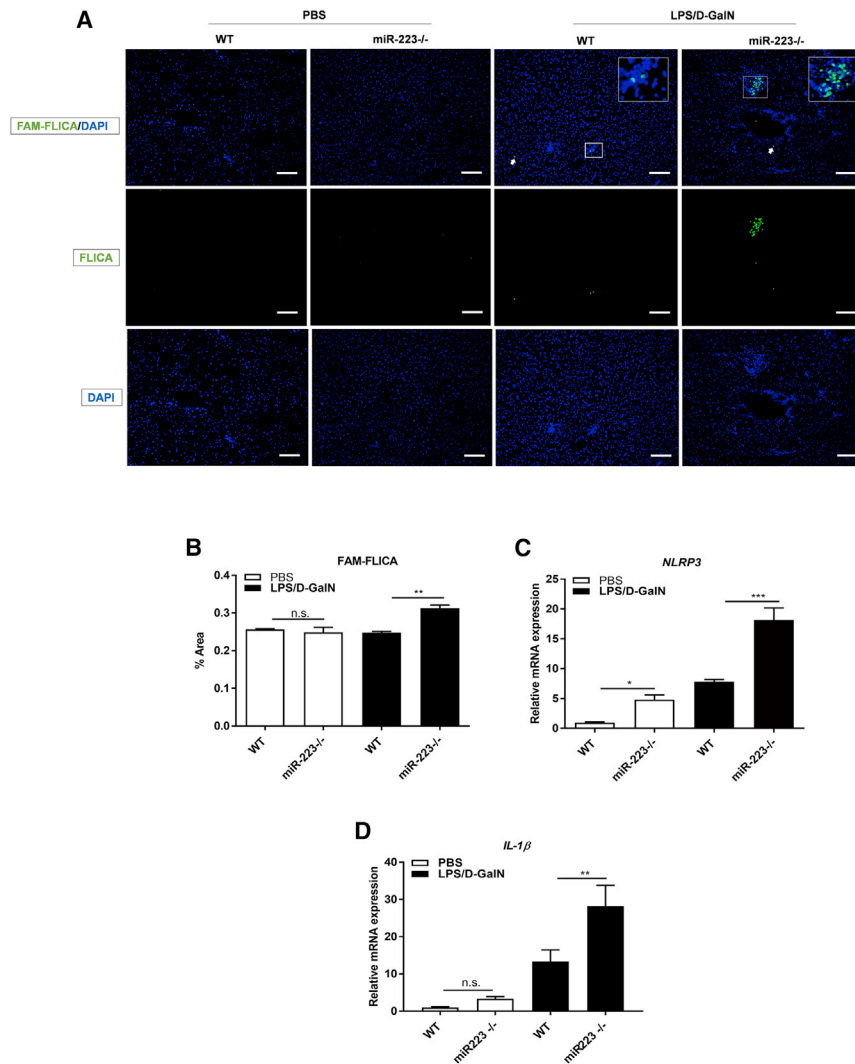 A
PBS
LPS/D-GalN
WT
miR-223-/-
WT
miR-223-/-
FAM-FLICA/DAPI
FLICA
DAPI
B
FAM-FLICA
PBS
LPS/D-GalN
n.s.
**
% Area
0.4
0.3
0.2
0.1
0.0
WT
miR-223-/-
WT
miR-223-/-
C
NLRP3
PBS
LPS/D-GalN
*
***
Relative mRNA expression
25
20
15
10
5
0
WT
miR-223-/-
WT
miR-223-/-
D
IL-1β
PBS
LPS/D-GalN
n.s.
**
Relative mRNA expression
40
30
20
10
0
WT
miR223 -/-
WT
miR223 -/-